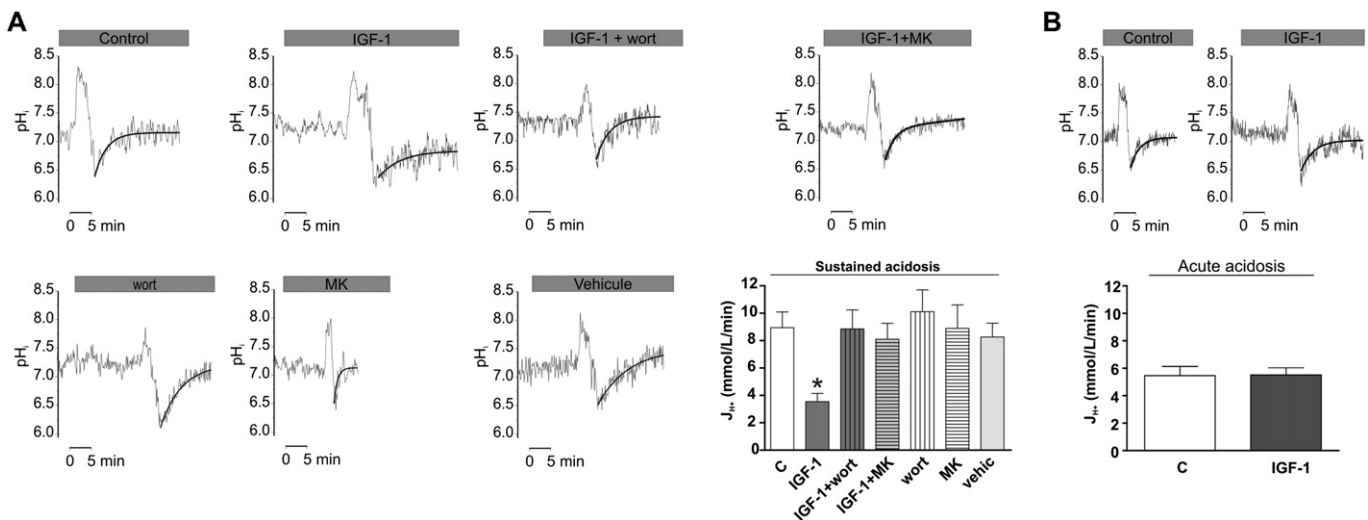 A
B
Control
IGF-1
IGF-1 + wort
IGF-1+MK
Control
IGF-1
8.5
8.0
7.5
7.0
6.5
6.0
pHi
0 5 min
8.5
8.0
7.5
7.0
6.5
6.0
pHi
0 5 min
8.5
8.0
7.5
7.0
6.5
6.0
pHi
0 5 min
8.5
8.0
7.5
7.0
6.5
6.0
pHi
0 5 min
8.5
8.0
7.5
7.0
6.5
6.0
pHi
0 5 min
8.5
8.0
7.5
7.0
6.5
6.0
pHi
0 5 min
wort
8.5
8.0
7.5
7.0
6.5
6.0
pHi
0 5 min
MK
8.5
8.0
7.5
7.0
6.5
6.0
pHi
0 5 min
Vehicule
8.5
8.0
7.5
7.0
6.5
6.0
pHi
0 5 min
Sustained acidosis
JH+ (mmol/L/min)
12
10
8
6
4
2
0
*
C
IGF-1
IGF-1+wort
IGF-1+MK
wort
MK
vehic
Acute acidosis
JH+ (mmol/L/min)
12
10
8
6
4
2
0
C
IGF-1